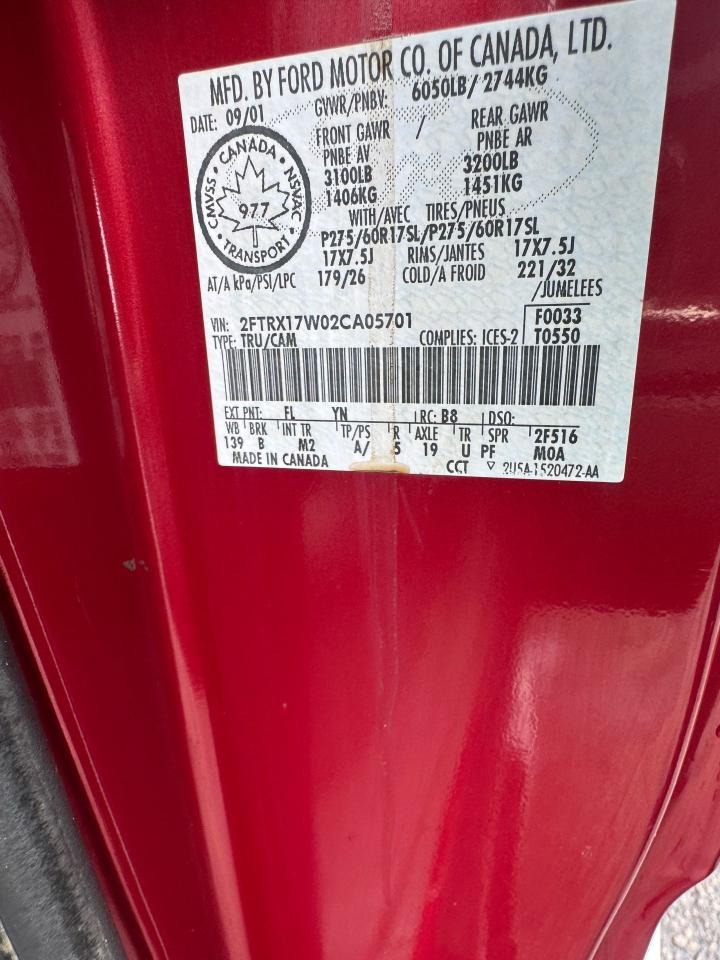 MFD. BY FORD MOTOR CO. OF CANADA, LTD.
DATE: 09/01 GVWR/PNBV: 6050LB/ 2744KG
FRONT GAWR / REAR GAWR
PNBE AV PNBE AR
3100LB 3200LB
1406KG 1451KG
CANADA • NSVAC • TRANSPORT • CMVSS •
977
WITH/AVEC TIRES/PNEUS
P275/60R17SL/P275/60R17SL
17X7.5J RIMS/JANTES 17X7.5J
AT/A kPa/PSI/LPC 179/26 COLD/A FROID 221/32
/JUMELEES
VIN: 2FTRX17W02CA05701 F0033
TYPE: TRU/CAM COMPLIES: ICES-2 T0550
EXT PNT: FL YN RC: B8 DSO:
WB BRK INT TR TP/PS R AXLE TR SPR 2F516
139 B M2 A/ 5 19 U PF MOA
MADE IN CANADA CCT ▽ 2U5A-1520472-AA